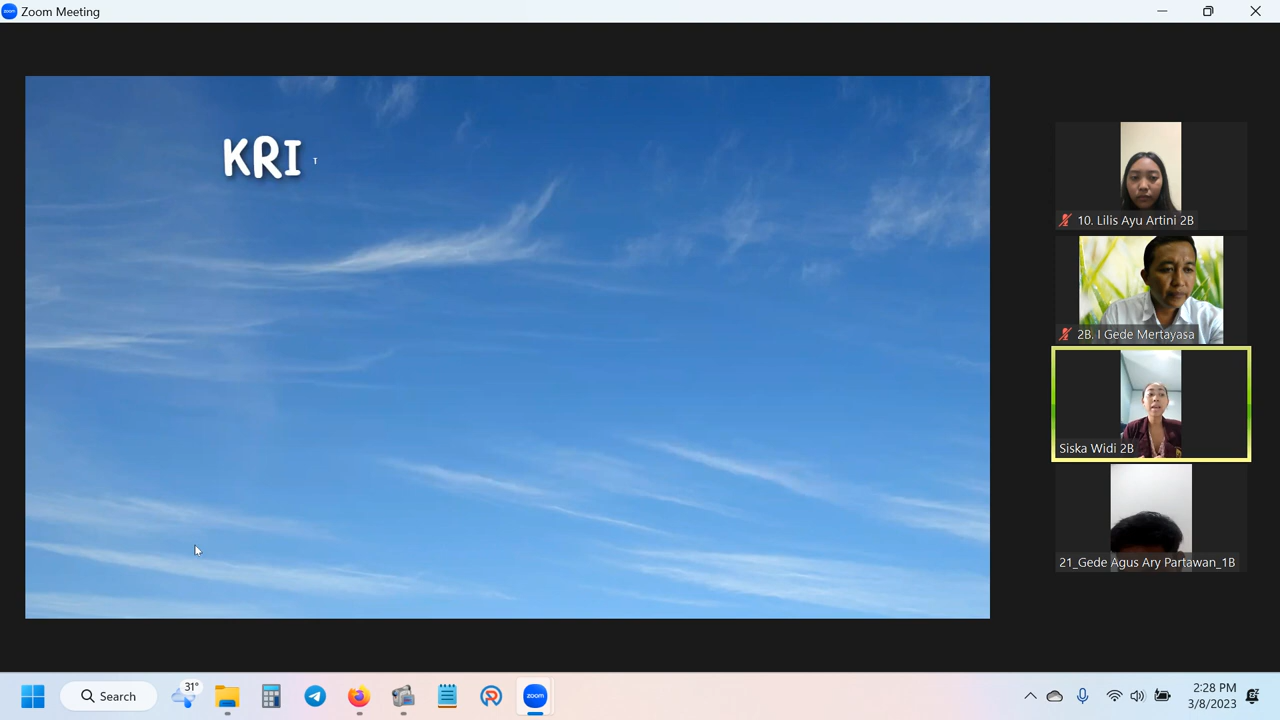 Zoom Meeting
KRI T
10. Lilis Ayu Artini 2B
2B. I Gede Mertayasa
Siska Widi 2B
21_Gede Agus Ary Partawan_1B
Search
31°
zoom
2:28 PM
3/8/2023